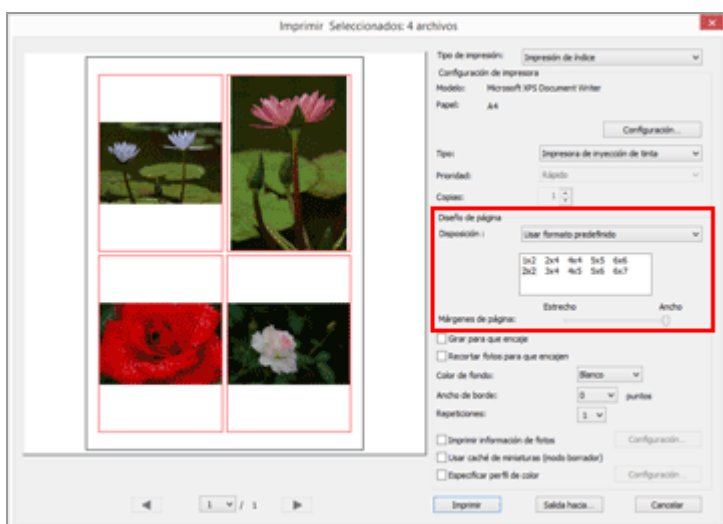 Imprimir Seleccionados: 4 archivos
Tipo de impresión: Impresión de índice
Configuración de impresora
Modelo: Microsoft XPS Document Writer
Papel: A4
Configuración...
Tipo: Impresora de inyección de tinta
Prioridad: Rápido
Copias: 1
Diseño de página
Disposición : Usar formato predefinido
1x2 2x4 4x4 5x5 6x6
2x2 3x4 4x5 5x6 6x7
Estrecho Ancho
Márgenes de página:
Girar para que encaje
Recortar fotos para que encajen
Color de fondo: Blanco
Ancho de borde: 0 puntos
Repeticiones: 1
Imprimir información de fotos Configuración...
Usar caché de miniaturas (modo borrador)
Especificar perfil de color Configuración...
1 / 1 Imprimir Salida hacia... Cancelar